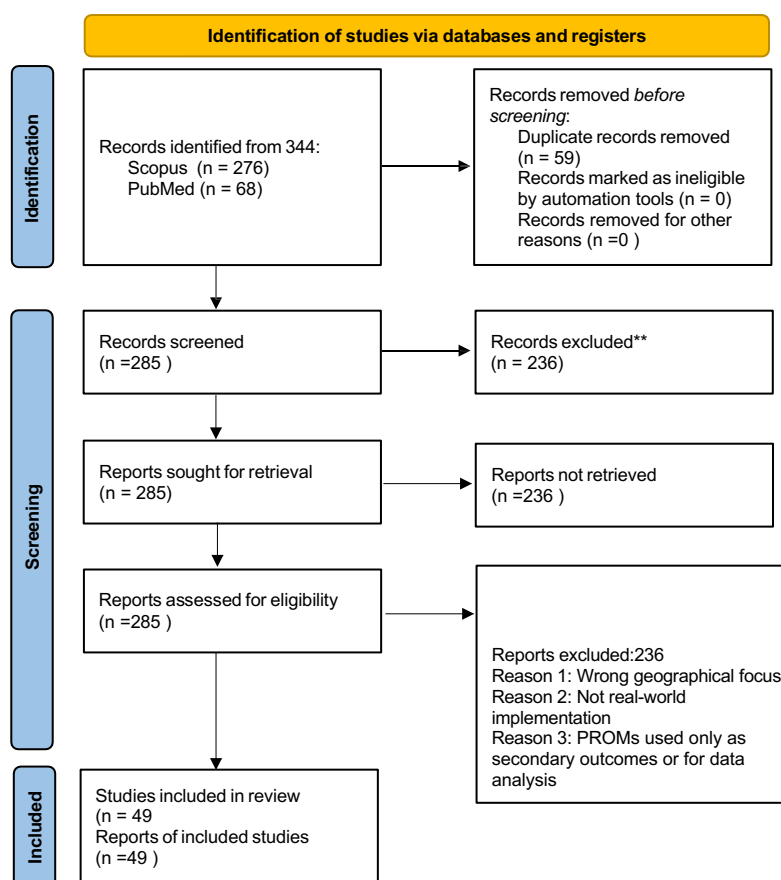 Identification of studies via databases and registers
Identification
Records identified from 344:
Scopus (n = 276)
PubMed (n = 68)
Records removed before
screening:
Duplicate records removed
(n = 59)
Records marked as ineligible
by automation tools (n = 0)
Records removed for other
reasons (n =0 )
Screening
Records screened
(n =285 )
Records excluded**
(n = 236)
Reports sought for retrieval
(n = 285)
Reports not retrieved
(n =236 )
Reports assessed for eligibility
(n =285 )
Reports excluded:236
Reason 1: Wrong geographical focus
Reason 2: Not real-world
implementation
Reason 3: PROMs used only as
secondary outcomes or for data
analysis
Included
Studies included in review
(n = 49
Reports of included studies
(n =49 )